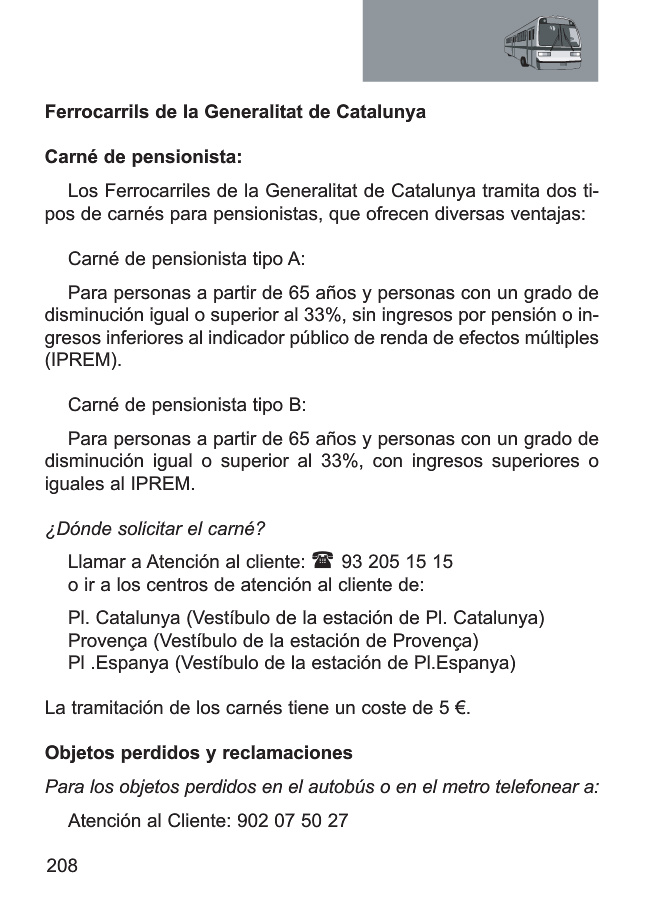 Ferrocarrils de la Generalitat de Catalunya
Carné de pensionista:
Los Ferrocarriles de la Generalitat de Catalunya tramita dos ti-
pos de carnés para pensionistas, que ofrecen diversas ventajas:
Carné de pensionista tipo A:
Para personas a partir de 65 años y personas con un grado de
disminución igual o superior al 33%, sin ingresos por pensión o in-
gresos inferiores al indicador público de renda de efectos múltiples
(IPREM).
Carné de pensionista tipo B:
Para personas a partir de 65 años y personas con un grado de
disminución igual o superior al 33%, con ingresos superiores o
iguales al IPREM.
¿Dónde solicitar el carné?
Llamar a Atención al cliente: ☎ 93 205 15 15
o ir a los centros de atención al cliente de:
Pl. Catalunya (Vestíbulo de la estación de Pl. Catalunya)
Provença (Vestíbulo de la estación de Provença)
Pl .Espanya (Vestíbulo de la estación de Pl.Espanya)
La tramitación de los carnés tiene un coste de 5 €.
Objetos perdidos y reclamaciones
Para los objetos perdidos en el autobús o en el metro telefonear a:
Atención al Cliente: 902 07 50 27
208